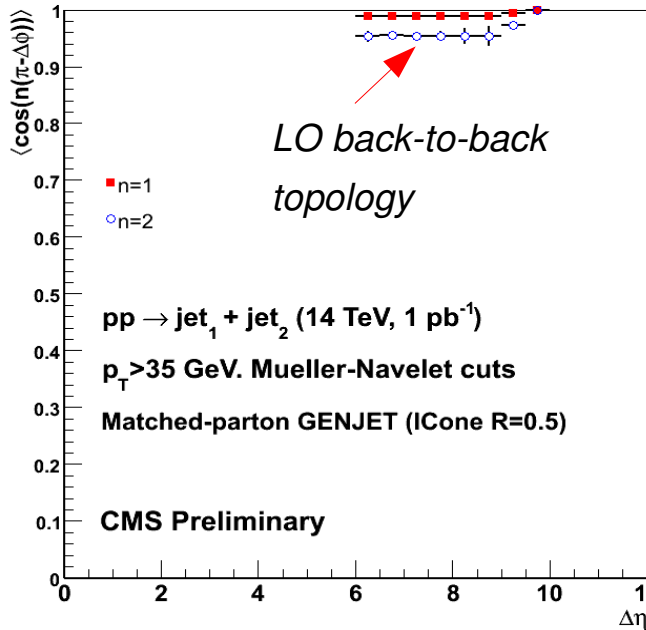 ⟨cos(n(π-Δϕ))⟩
1
0.9
0.8
0.7
0.6
0.5
0.4
0.3
0.2
0.1
0
LO back-to-back
topology
n=1
n=2
pp → jet₁ + jet₂ (14 TeV, 1 pb⁻¹)
p_T>35 GeV. Mueller-Navelet cuts
Matched-parton GENJET (ICone R=0.5)
CMS Preliminary
0 2 4 6 8 10 1
Δη